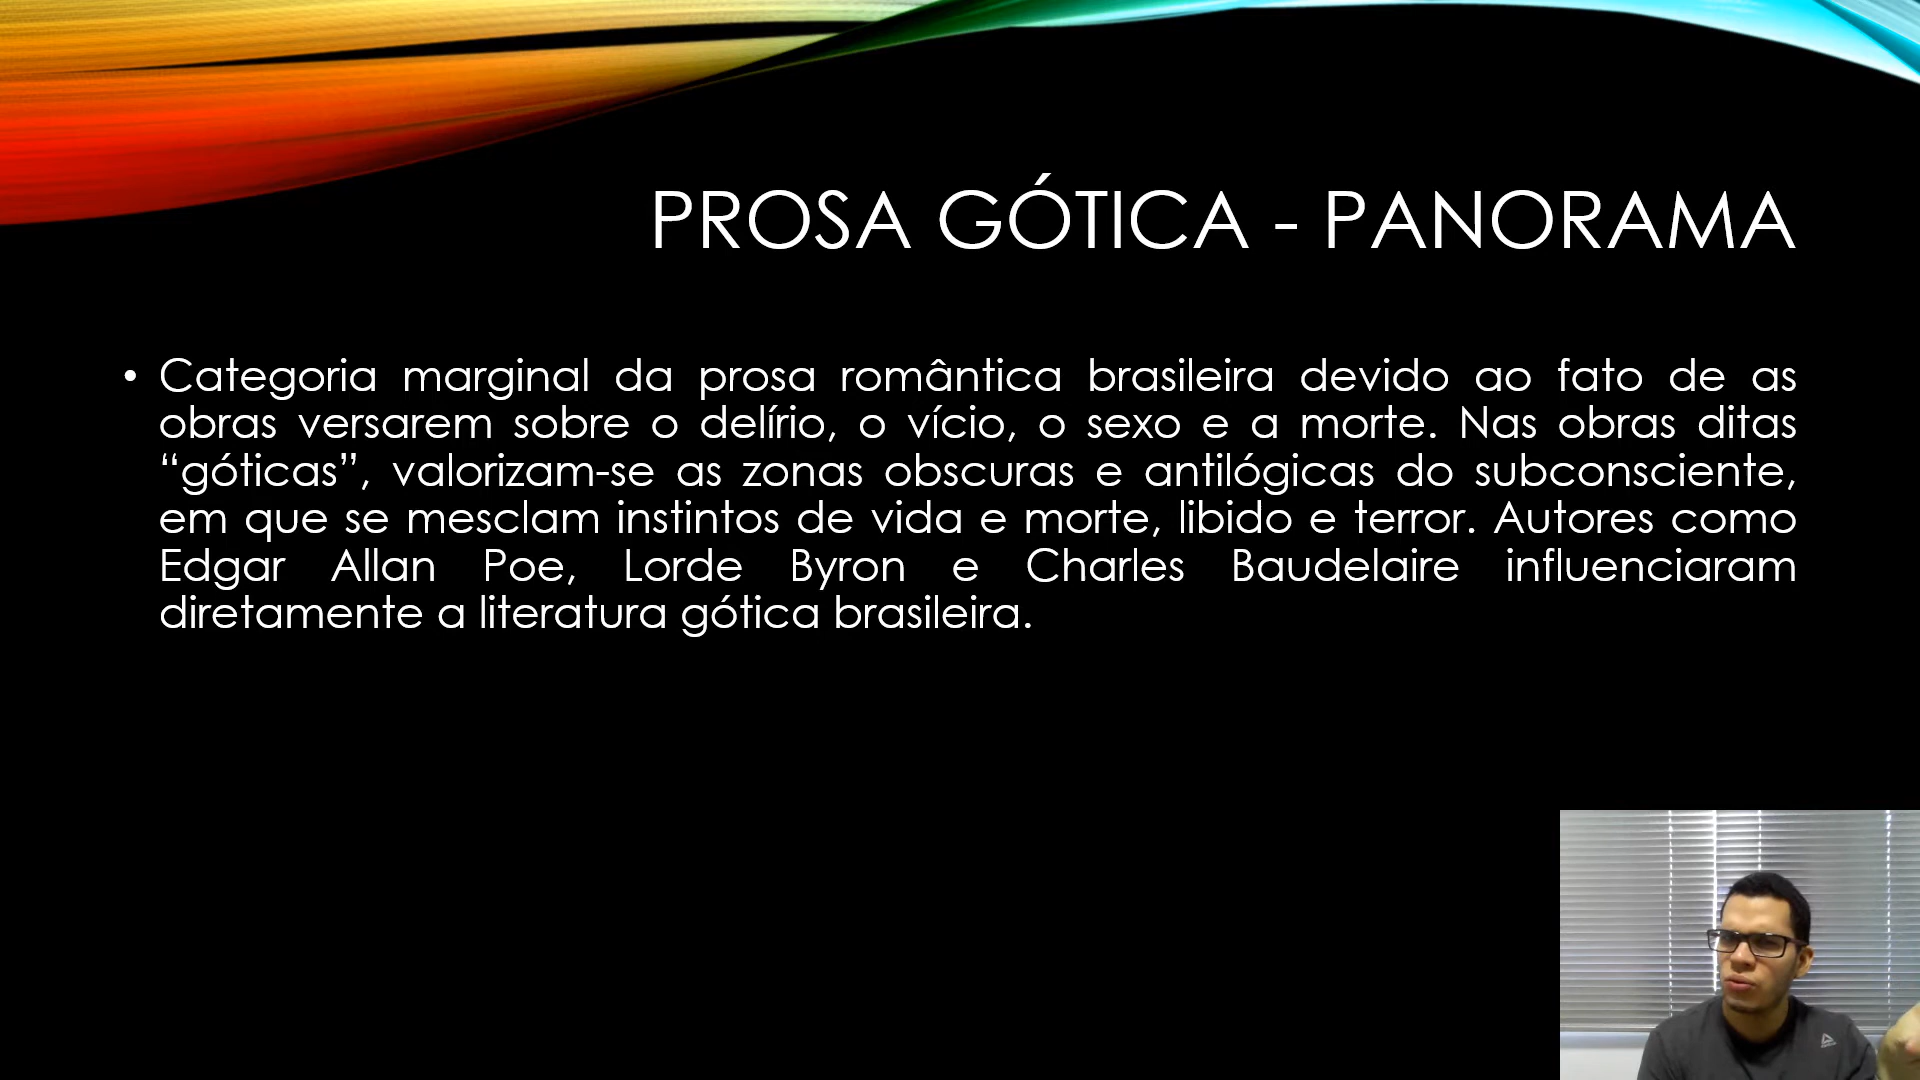 PROSA GÓTICA - PANORAMA
• Categoria marginal da prosa romântica brasileira devido ao fato de as
obras versarem sobre o delírio, o vício, o sexo e a morte. Nas obras ditas
“góticas”, valorizam-se as zonas obscuras e antilógicas do subconsciente,
em que se mesclam instintos de vida e morte, libido e terror. Autores como
Edgar Allan Poe, Lorde Byron e Charles Baudelaire influenciaram
diretamente a literatura gótica brasileira.